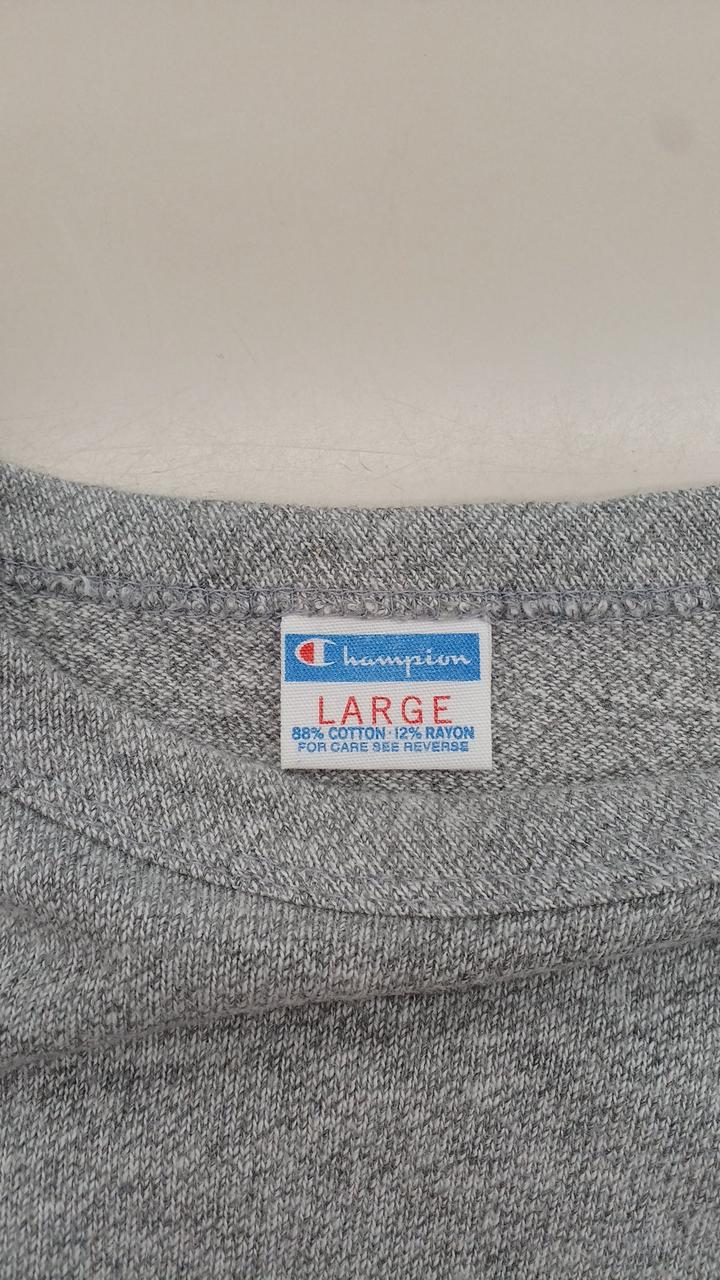 Champion
LARGE
88% COTTON·12% RAYON
FOR CARE SEE REVERSE